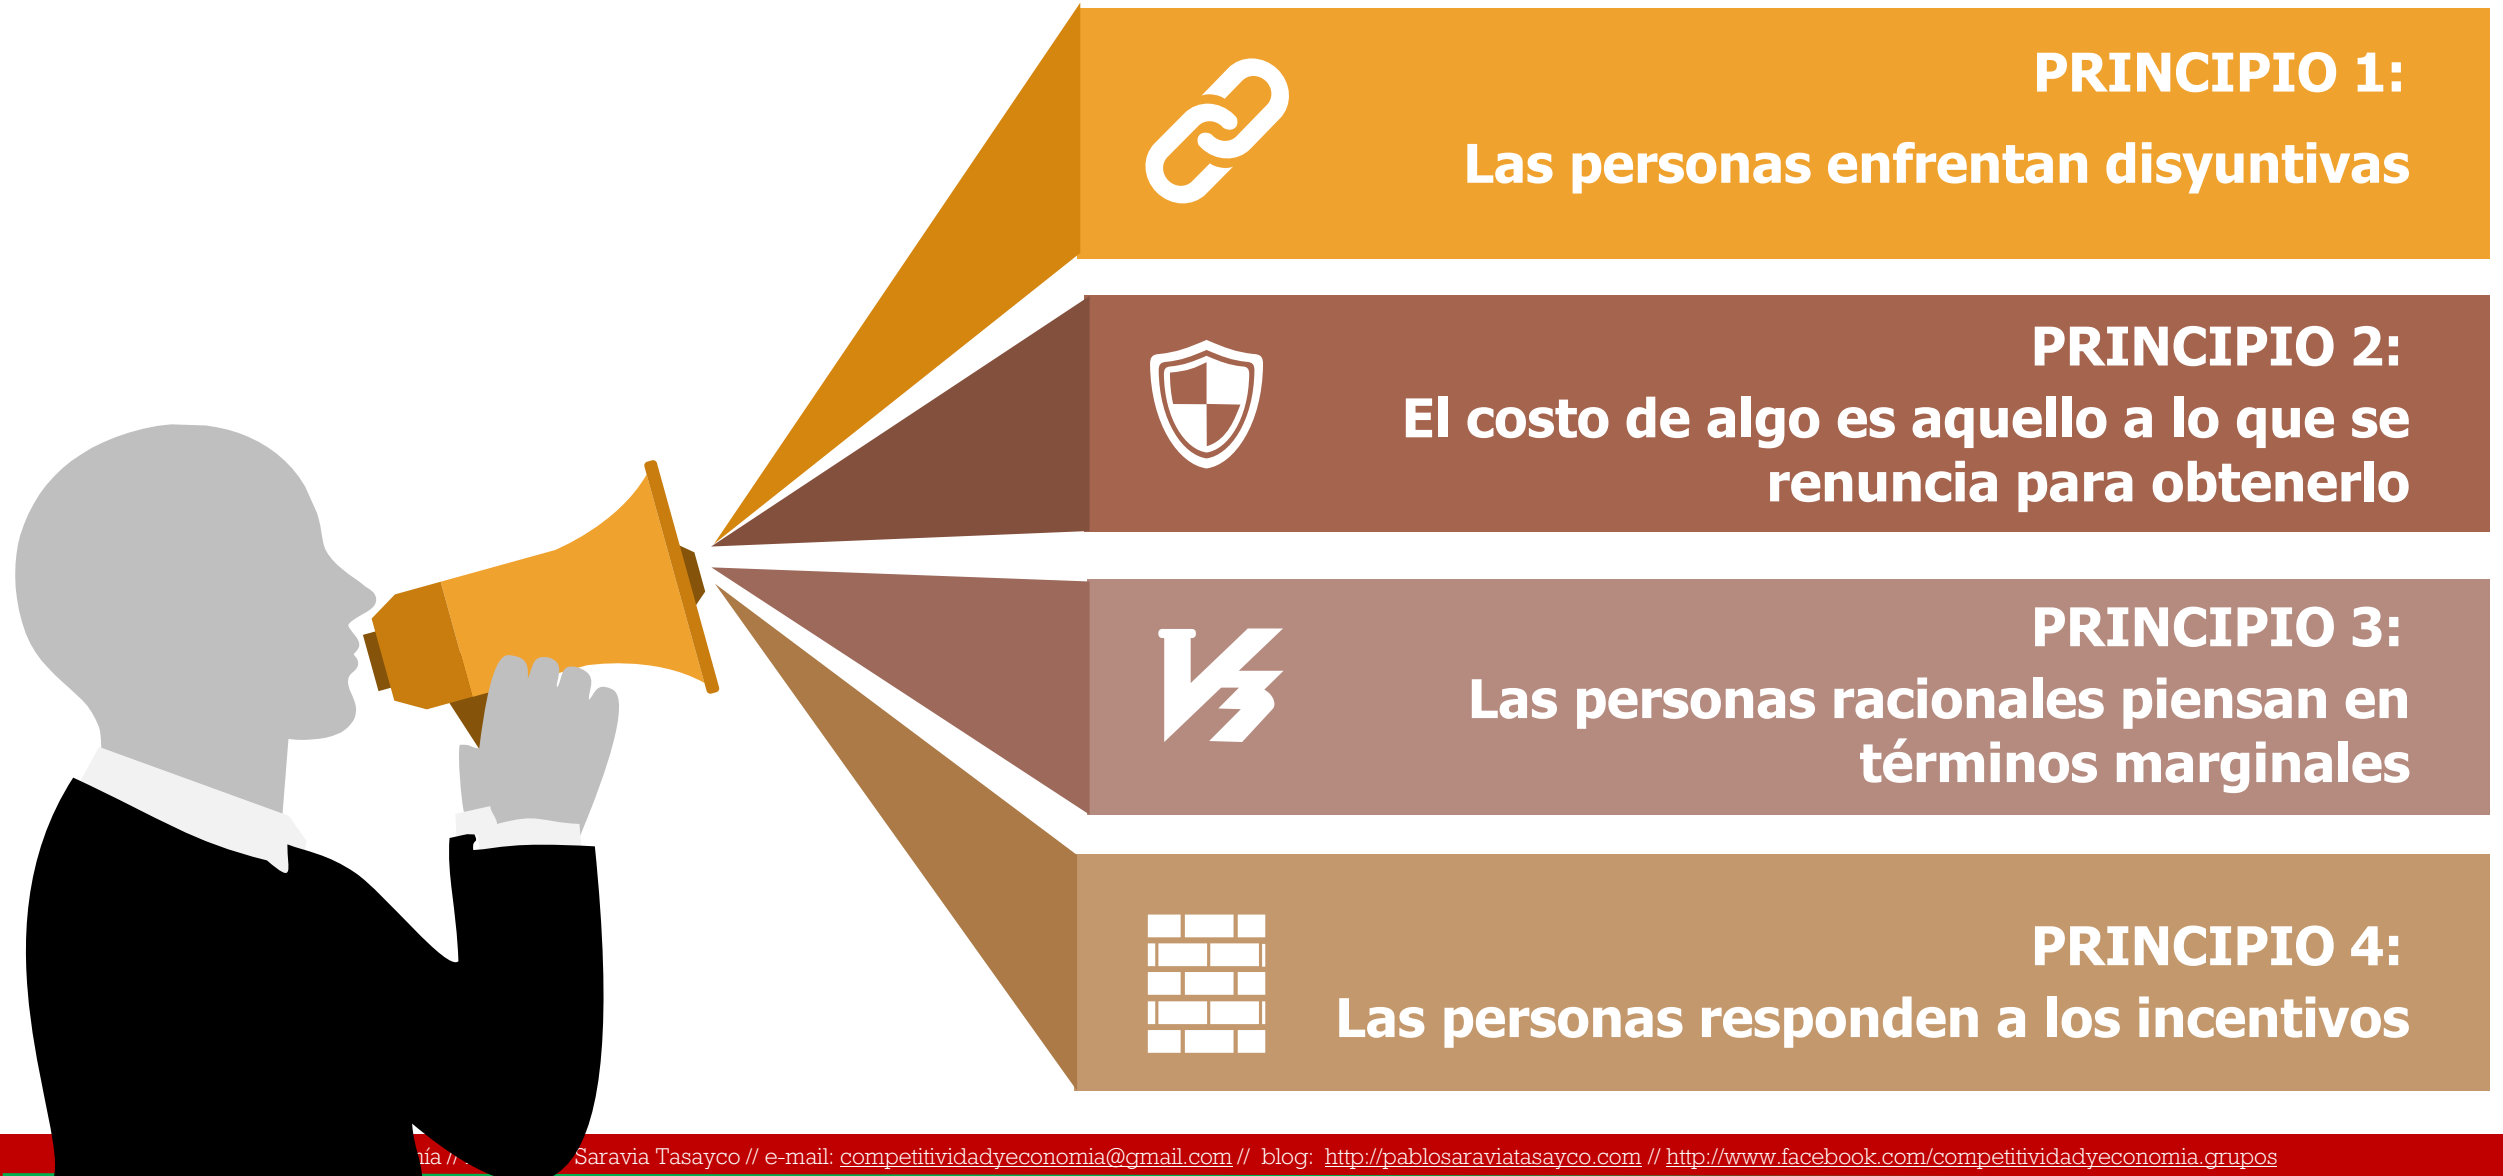 PRINCIPIO 1:
Las personas enfrentan disyuntivas
PRINCIPIO 2:
El costo de algo es aquello a lo que se
renuncia para obtenerlo
PRINCIPIO 3:
Las personas racionales piensan en
términos marginales
PRINCIPIO 4:
Las personas responden a los incentivos
// Saravia Tasayco // e-mail: competitividadyeconomia@gmail.com // blog: http://pablosaraviatasayco.com // http://www.facebook.com/competitividadyeconomia.grupos